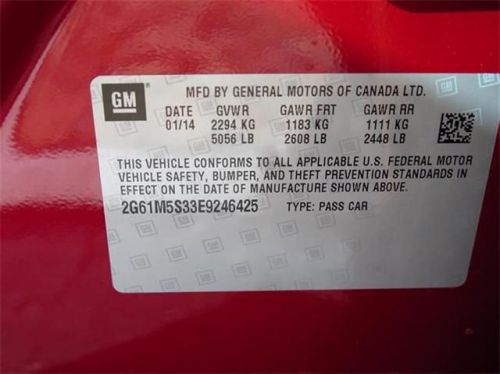 GM
MFD BY GENERAL MOTORS OF CANADA LTD.
DATE GVWR GAWR FRT GAWR RR
01/14 2294 KG 1183 KG 1111 KG
5056 LB 2608 LB 2448 LB
THIS VEHICLE CONFORMS TO ALL APPLICABLE U.S. FEDERAL MOTOR
VEHICLE SAFETY, BUMPER, AND THEFT PREVENTION STANDARDS IN
EFFECT ON THE DATE OF MANUFACTURE SHOWN ABOVE.
2G61M5S33E9246425 TYPE: PASS CAR